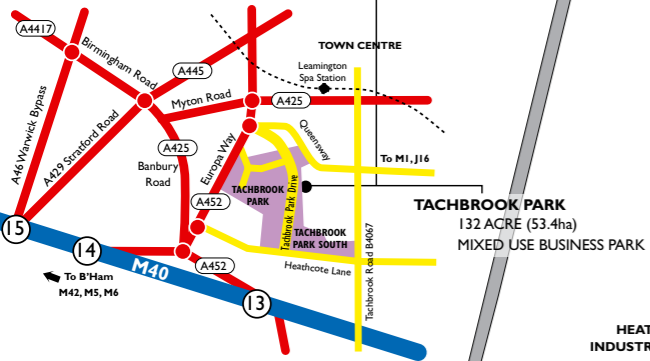 A4417
Birmingham Road
A445
TOWN CENTRE
Leamington
Spa Station
Myton Road
A425
A46 Warwick Bypass
A429 Stratford Road
A425
Banbury
Road
Europa Way
Queensway
To M1, J16
TACHBROOK
PARK
Tachbrook Park Drive
A452
TACHBROOK
PARK SOUTH
TACHBROOK PARK
132 ACRE (53.4ha)
MIXED USE BUSINESS PARK
15
14
M40
A452
Heathcote Lane
Tachbrook Road B4067
To B'Ham
M42, M5, M6
13
HEAT
INDUSTR